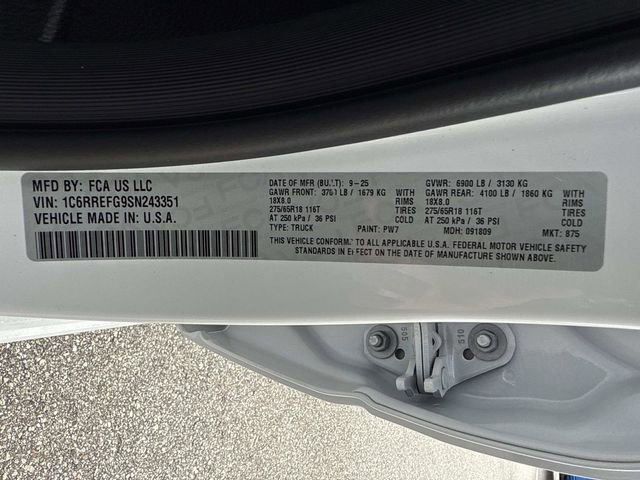 MFD BY: FCA US LLC
VIN: 1C6RREFG9SN243351
VEHICLE MADE IN U.S.A.
DATE OF MFR (BUILT): 9-25
GVWR: 6900 LB / 3130 KG
GAWR FRONT: 3701 LB / 1679 KG
GAWR REAR: 4100 LB / 1860 KG
18X8.0 RIMS
18X8.0 RIMS
275/65R18 116T TIRES
275/65R18 116T TIRES
AT 250 kPa / 36 PSI COLD
AT 250 kPa / 36 PSI COLD
TYPE: TRUCK PAINT: PW7 MDH: 091809 MKT: 875
THIS VEHICLE CONFORMS TO ALL APPLICABLE U.S.A. FEDERAL MOTOR VEHICLE SAFETY
STANDARDS IN EFFECT ON THE DATE OF MANUFACTURE SHOWN ABOVE.
505
510